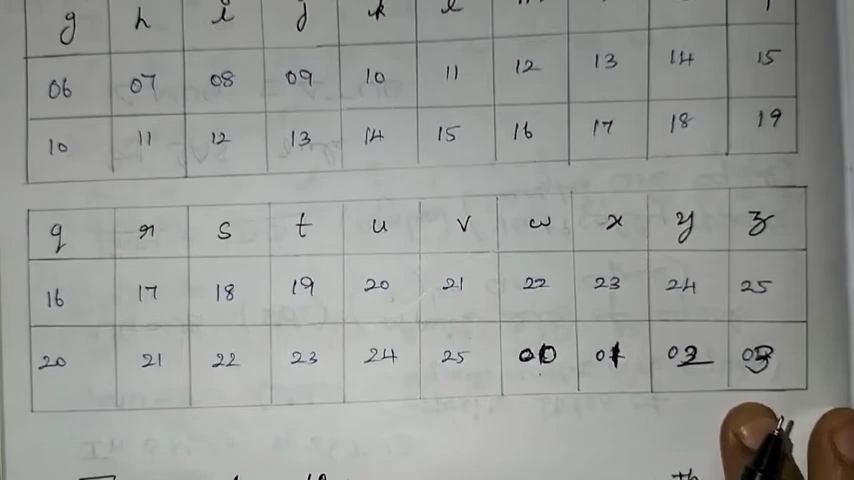 g h i j k l
06 07 08 09 10 11 12 13 14 15
10 11 12 13 14 15 16 17 18 19
q r s t u v w x y z
16 17 18 19 20 21 22 23 24 25
20 21 22 23 24 25 00 01 02 03